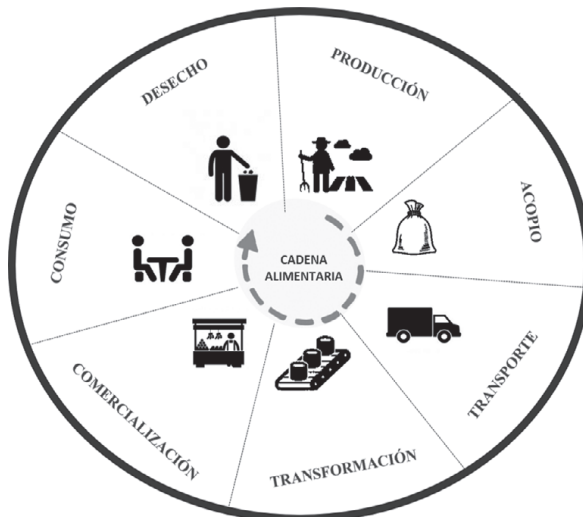 PRODUCCIÓN
ACOPIO
TRANSPORTE
TRANSFORMACIÓN
COMERCIALIZACIÓN
CONSUMO
DESECHO
CADENA
ALIMENTARIA